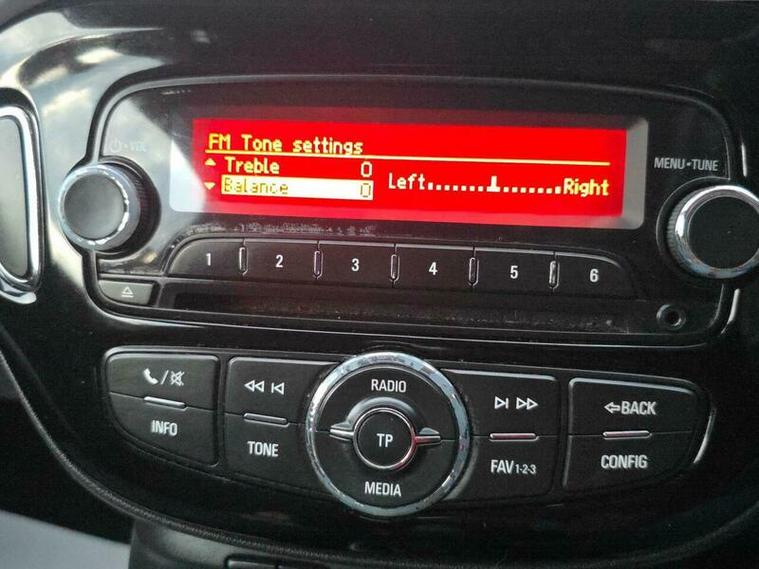 FM Tone settings
Treble 0
Balance 0
Left Right
VOL
MENU•TUNE
1 2 3 4 5 6
RADIO
INFO
TONE
TP
FAV1-2-3
BACK
CONFIG
MEDIA